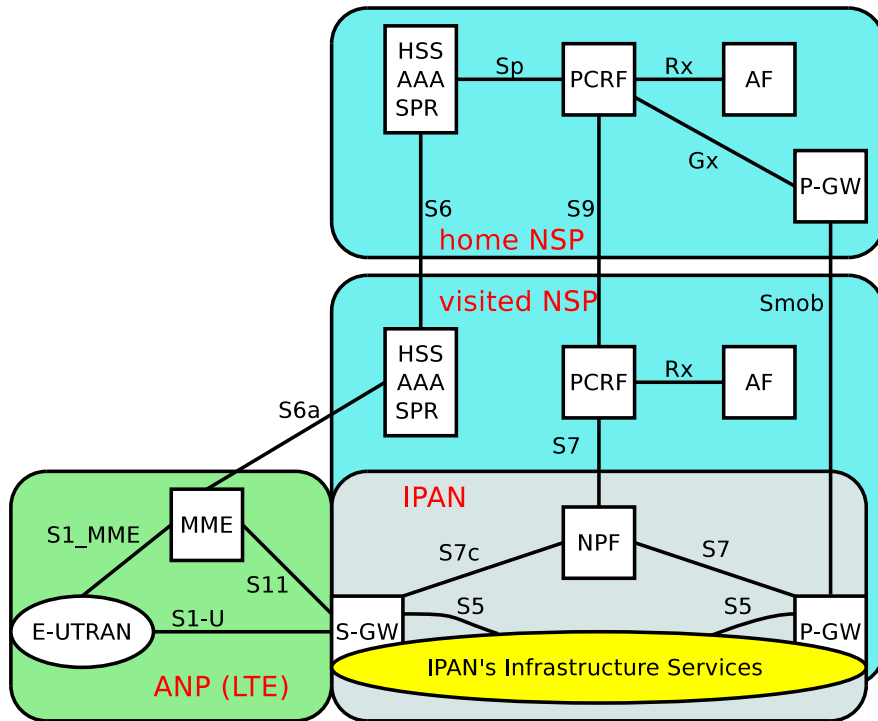 HSS
AAA
SPR
Sp
PCRF
Rx
AF
Gx
P-GW
S6
S9
home NSP
visited NSP
Smob
HSS
AAA
SPR
PCRF
Rx
AF
S6a
S7
IPAN
MME
S1_MME
NPF
S7c
S7
S11
S5
S5
S1-U
E-UTRAN
S-GW
P-GW
IPAN's Infrastructure Services
ANP (LTE)